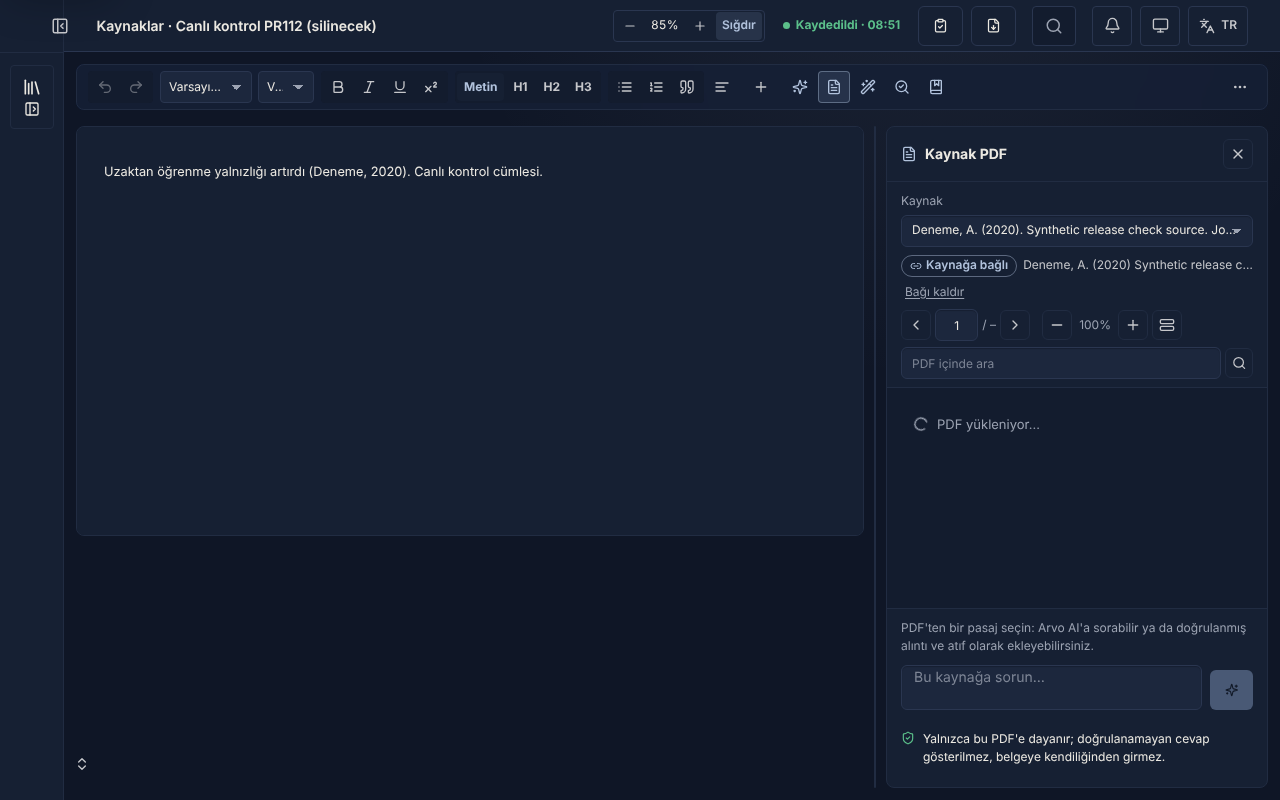 Kaynaklar · Canlı kontrol PR112 (silinecek)
85%
Sığdır
Kaydedildi · 08:51
TR
Varsayı...
V...
B I U x²
Metin H1 H2 H3
Uzaktan öğrenme yalnızlığı artırdı (Deneme, 2020). Canlı kontrol cümlesi.
Kaynak PDF
Kaynak
Deneme, A. (2020). Synthetic release check source. Jo...
Kaynağa bağlı
Deneme, A. (2020) Synthetic release c...
Bağı kaldır
1 / –
100%
PDF içinde ara
PDF yükleniyor...
PDF'ten bir pasaj seçin: Arvo AI'a sorabilir ya da doğrulanmış
alıntı ve atıf olarak ekleyebilirsiniz.
Bu kaynağa sorun...
Yalnızca bu PDF'e dayanır; doğrulanamayan cevap
gösterilmez, belgeye kendiliğinden girmez.